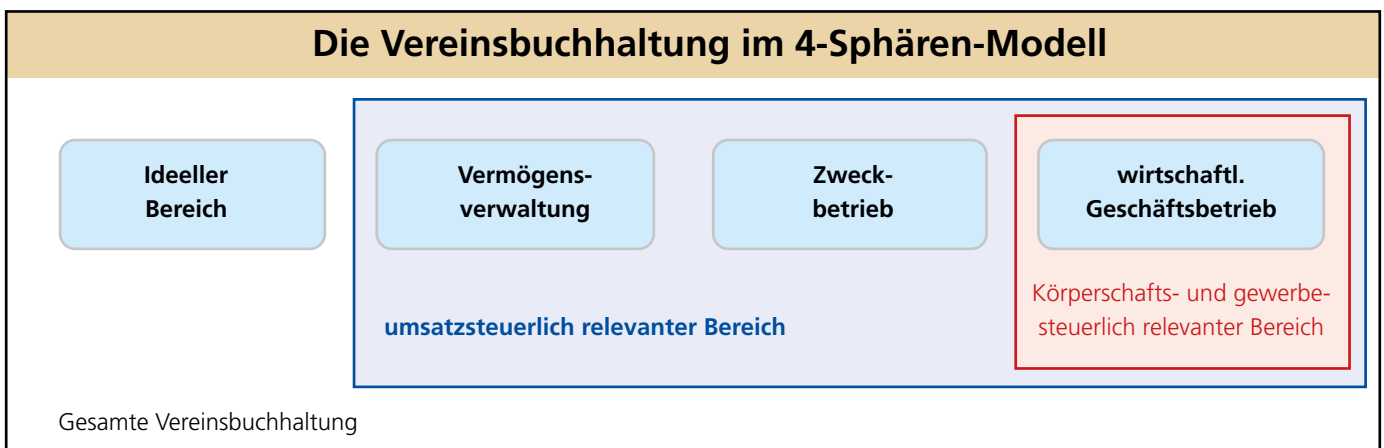 Die Vereinsbuchhaltung im 4-Sphären-Modell
Ideeller
Bereich
Vermögens-
verwaltung
Zweck-
betrieb
wirtschaftl.
Geschäftsbetrieb
umsatzsteuerlich relevanter Bereich
Körperschafts- und gewerbe-
steuerlich relevanter Bereich
Gesamte Vereinsbuchhaltung